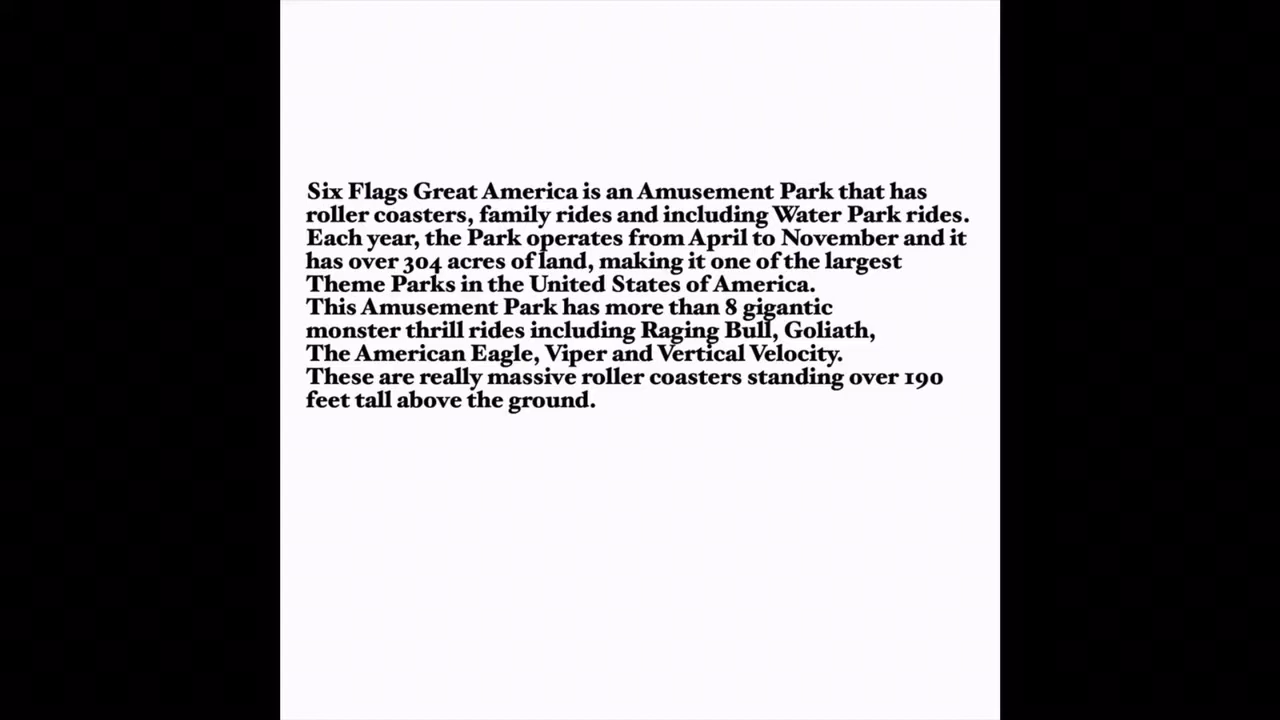 Six Flags Great America is an Amusement Park that has
roller coasters, family rides and including Water Park rides.
Each year, the Park operates from April to November and it
has over 304 acres of land, making it one of the largest
Theme Parks in the United States of America.
This Amusement Park has more than 8 gigantic
monster thrill rides including Raging Bull, Goliath,
The American Eagle, Viper and Vertical Velocity.
These are really massive roller coasters standing over 190
feet tall above the ground.